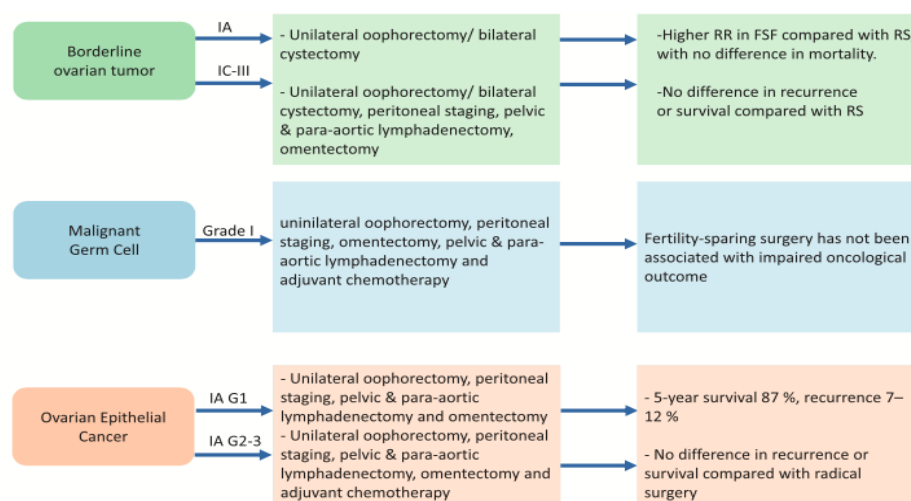 Borderline
ovarian tumor
IA
IC-III
- Unilateral oophorectomy/ bilateral
cystectomy
- Unilateral oophorectomy/ bilateral
cystectomy, peritoneal staging, pelvic
& para-aortic lymphadenectomy,
omentectomy
-Higher RR in FSF compared with RS
with no difference in mortality.
-No difference in recurrence
or survival compared with RS
Malignant
Germ Cell
Grade I
uninilateral oophorectomy, peritoneal
staging, omentectomy, pelvic & para-
aortic lymphadenectomy and
adjuvant chemotherapy
Fertility-sparing surgery has not been
associated with impaired oncological
outcome
Ovarian Epithelial
Cancer
IA G1
IA G2-3
- Unilateral oophorectomy, peritoneal
staging, pelvic & para-aortic
lymphadenectomy and omentectomy
- Unilateral oophorectomy, peritoneal
staging, pelvic & para-aortic
lymphadenectomy, omentectomy and
adjuvant chemotherapy
- 5-year survival 87 %, recurrence 7–
12 %
- No difference in recurrence or
survival compared with radical
surgery